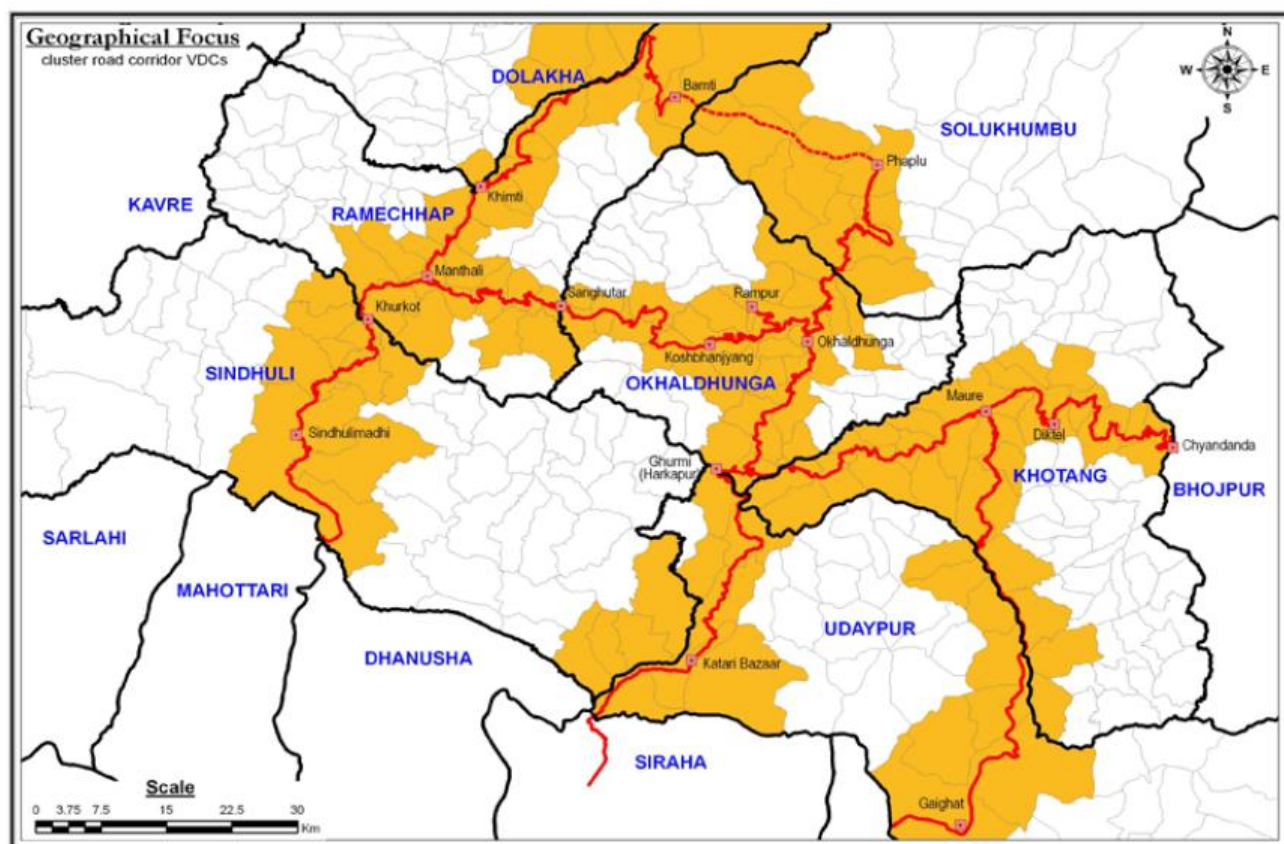 Geographical Focus
cluster road corridor VDCs
N
W E
S
DOLAKHA
Bamti
SOLUKHUMBU
Phaplu
KAVRE
Khimti
RAMECHHAP
Manthali
Sanghutar
Rampur
Khurkot
Koshbhanjyang
Okhaldhunga
SINDHULI
OKHALDHUNGA
Maure
Sindhulimadhi
Diktel
Chyandanda
Ghurmi
(Harkapur)
KHOTANG
BHOJPUR
SARLAHI
MAHOTTARI
UDAYPUR
DHANUSHA
Katari Bazaar
SIRAHA
Scale
Gaighat
0 3.75 7.5 15 22.5 30
Km